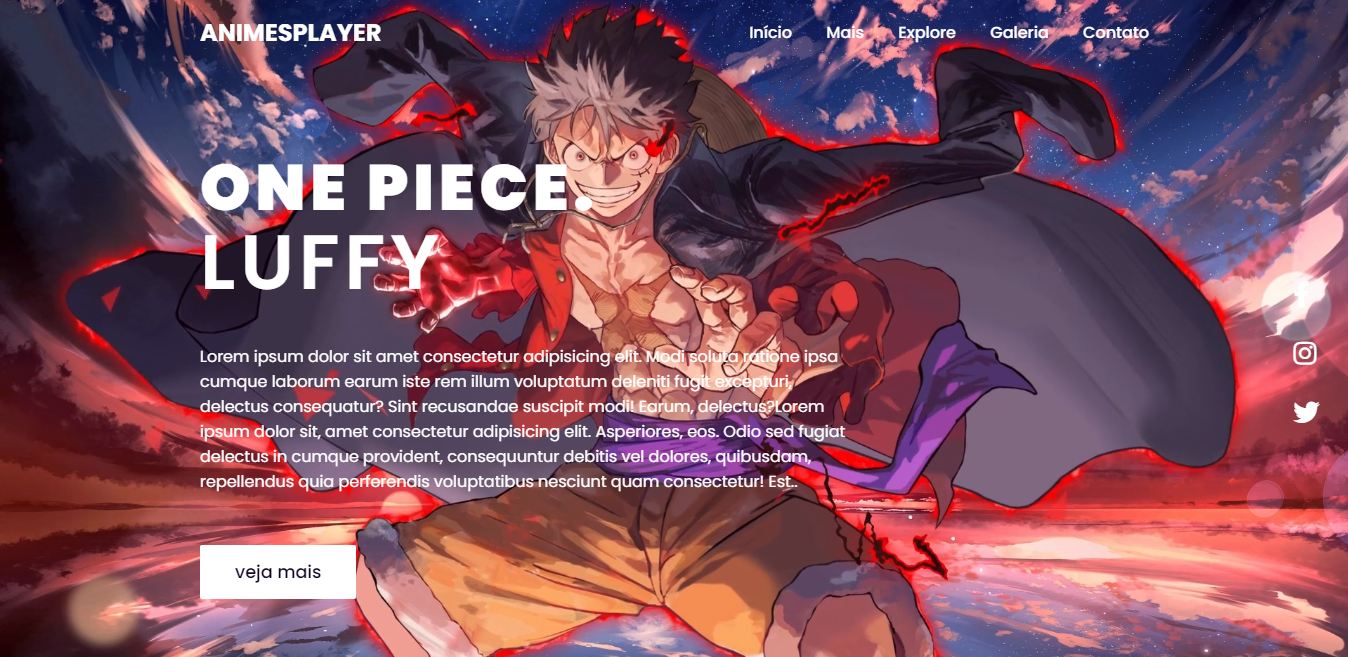 ANIMESPLAYER
Início Mais Explore Galeria Contato
ONE PIECE.
LUFFY
Lorem ipsum dolor sit amet consectetur adipisicing elit. Modi soluta ratione ipsa
cumque laborum earum iste rem illum voluptatum deleniti fugit excepturi,
delectus consequatur? Sint recusandae suscipit modi! Earum, delectus?Lorem
ipsum dolor sit, amet consectetur adipisicing elit. Asperiores, eos. Odio sed fugiat
delectus in cumque provident, consequuntur debitis vel dolores, quibusdam,
repellendus quia perferendis voluptatibus nesciunt quam consectetur! Est..
veja mais